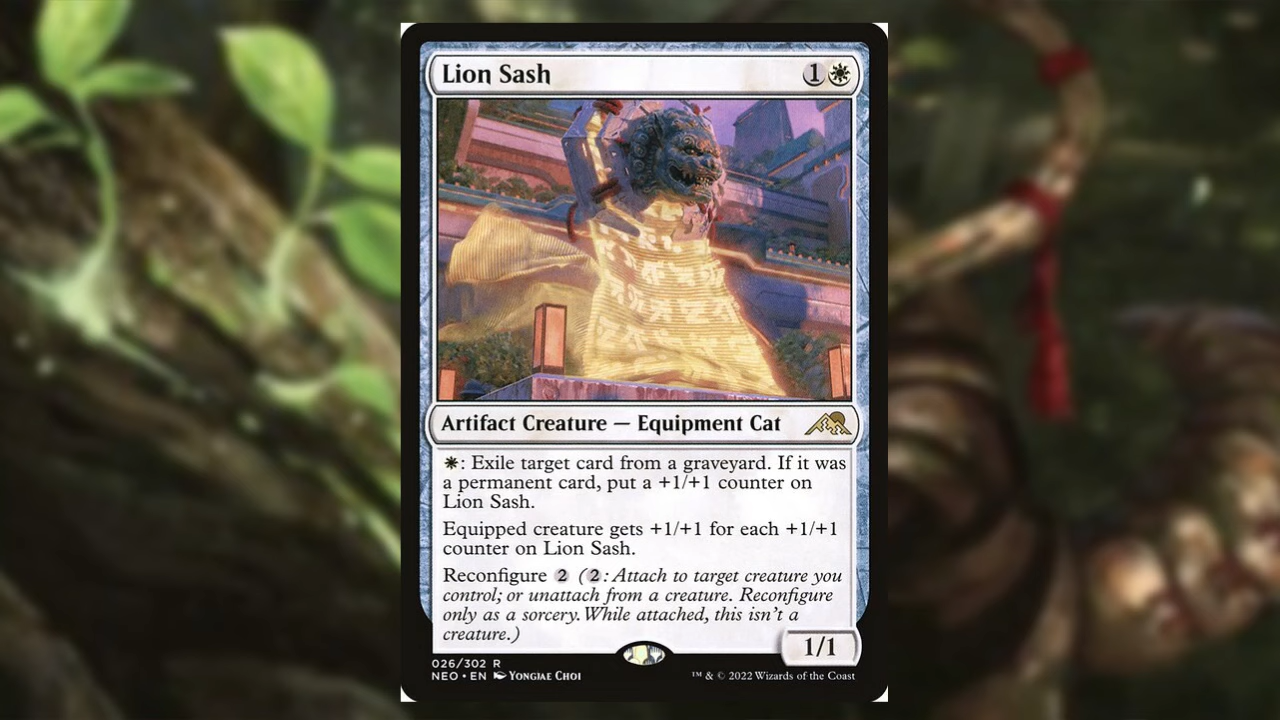 Lion Sash 1
Artifact Creature — Equipment Cat
: Exile target card from a graveyard. If it was
a permanent card, put a +1/+1 counter on
Lion Sash.
Equipped creature gets +1/+1 for each +1/+1
counter on Lion Sash.
Reconfigure 2 (2: Attach to target creature you
control; or unattach from a creature. Reconfigure
only as a sorcery. While attached, this isn't a
creature.)
1/1
026/302 R
NEO • EN Yongjae Choi
™ & © 2022 Wizards of the Coast